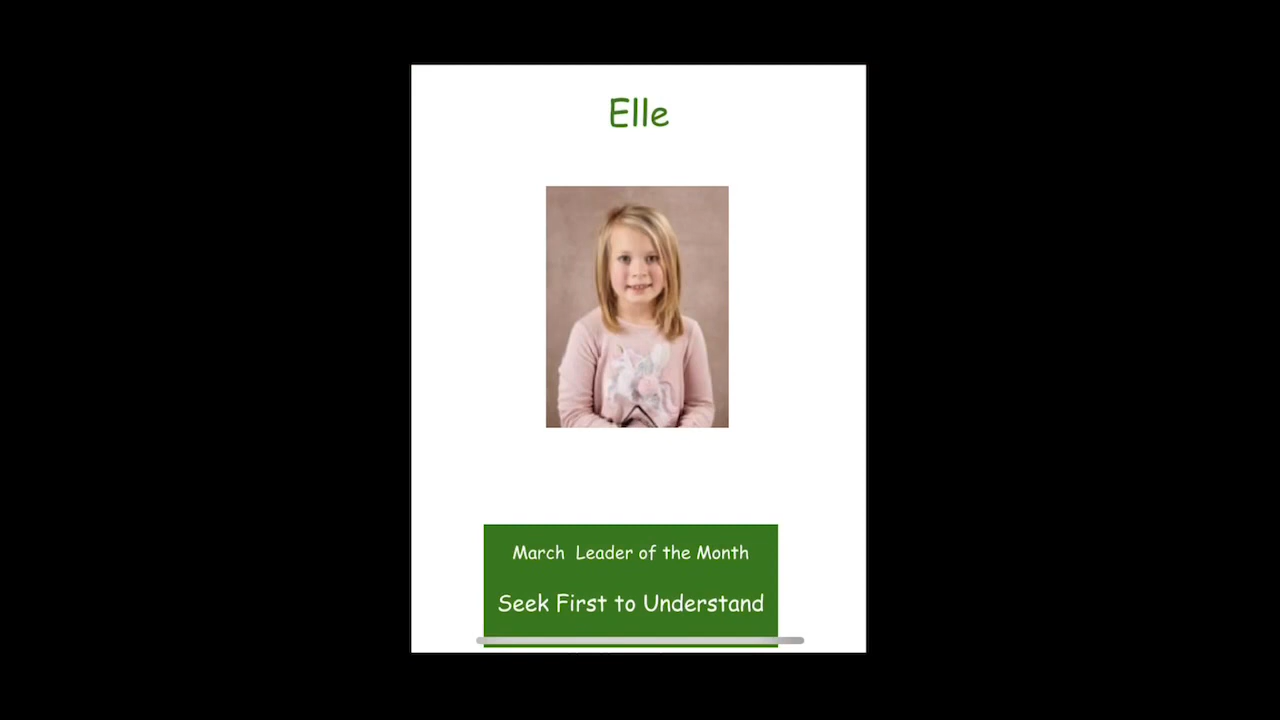 Elle
March Leader of the Month
Seek First to Understand